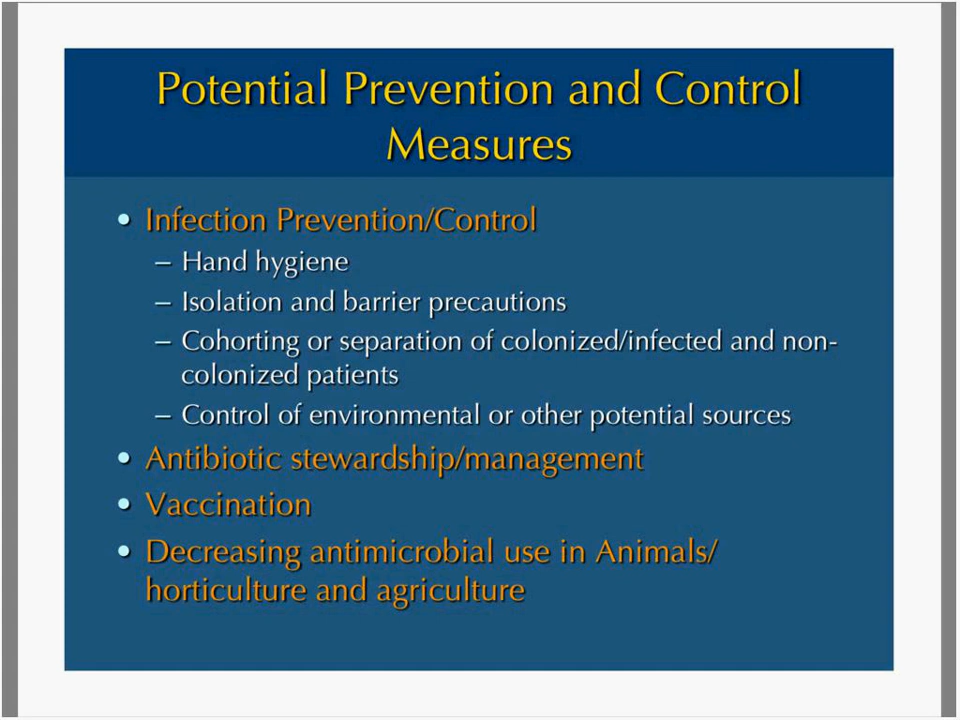 Potential Prevention and Control
Measures
• Infection Prevention/Control
– Hand hygiene
– Isolation and barrier precautions
– Cohorting or separation of colonized/infected and non-
colonized patients
– Control of environmental or other potential sources
• Antibiotic stewardship/management
• Vaccination
• Decreasing antimicrobial use in Animals/
horticulture and agriculture